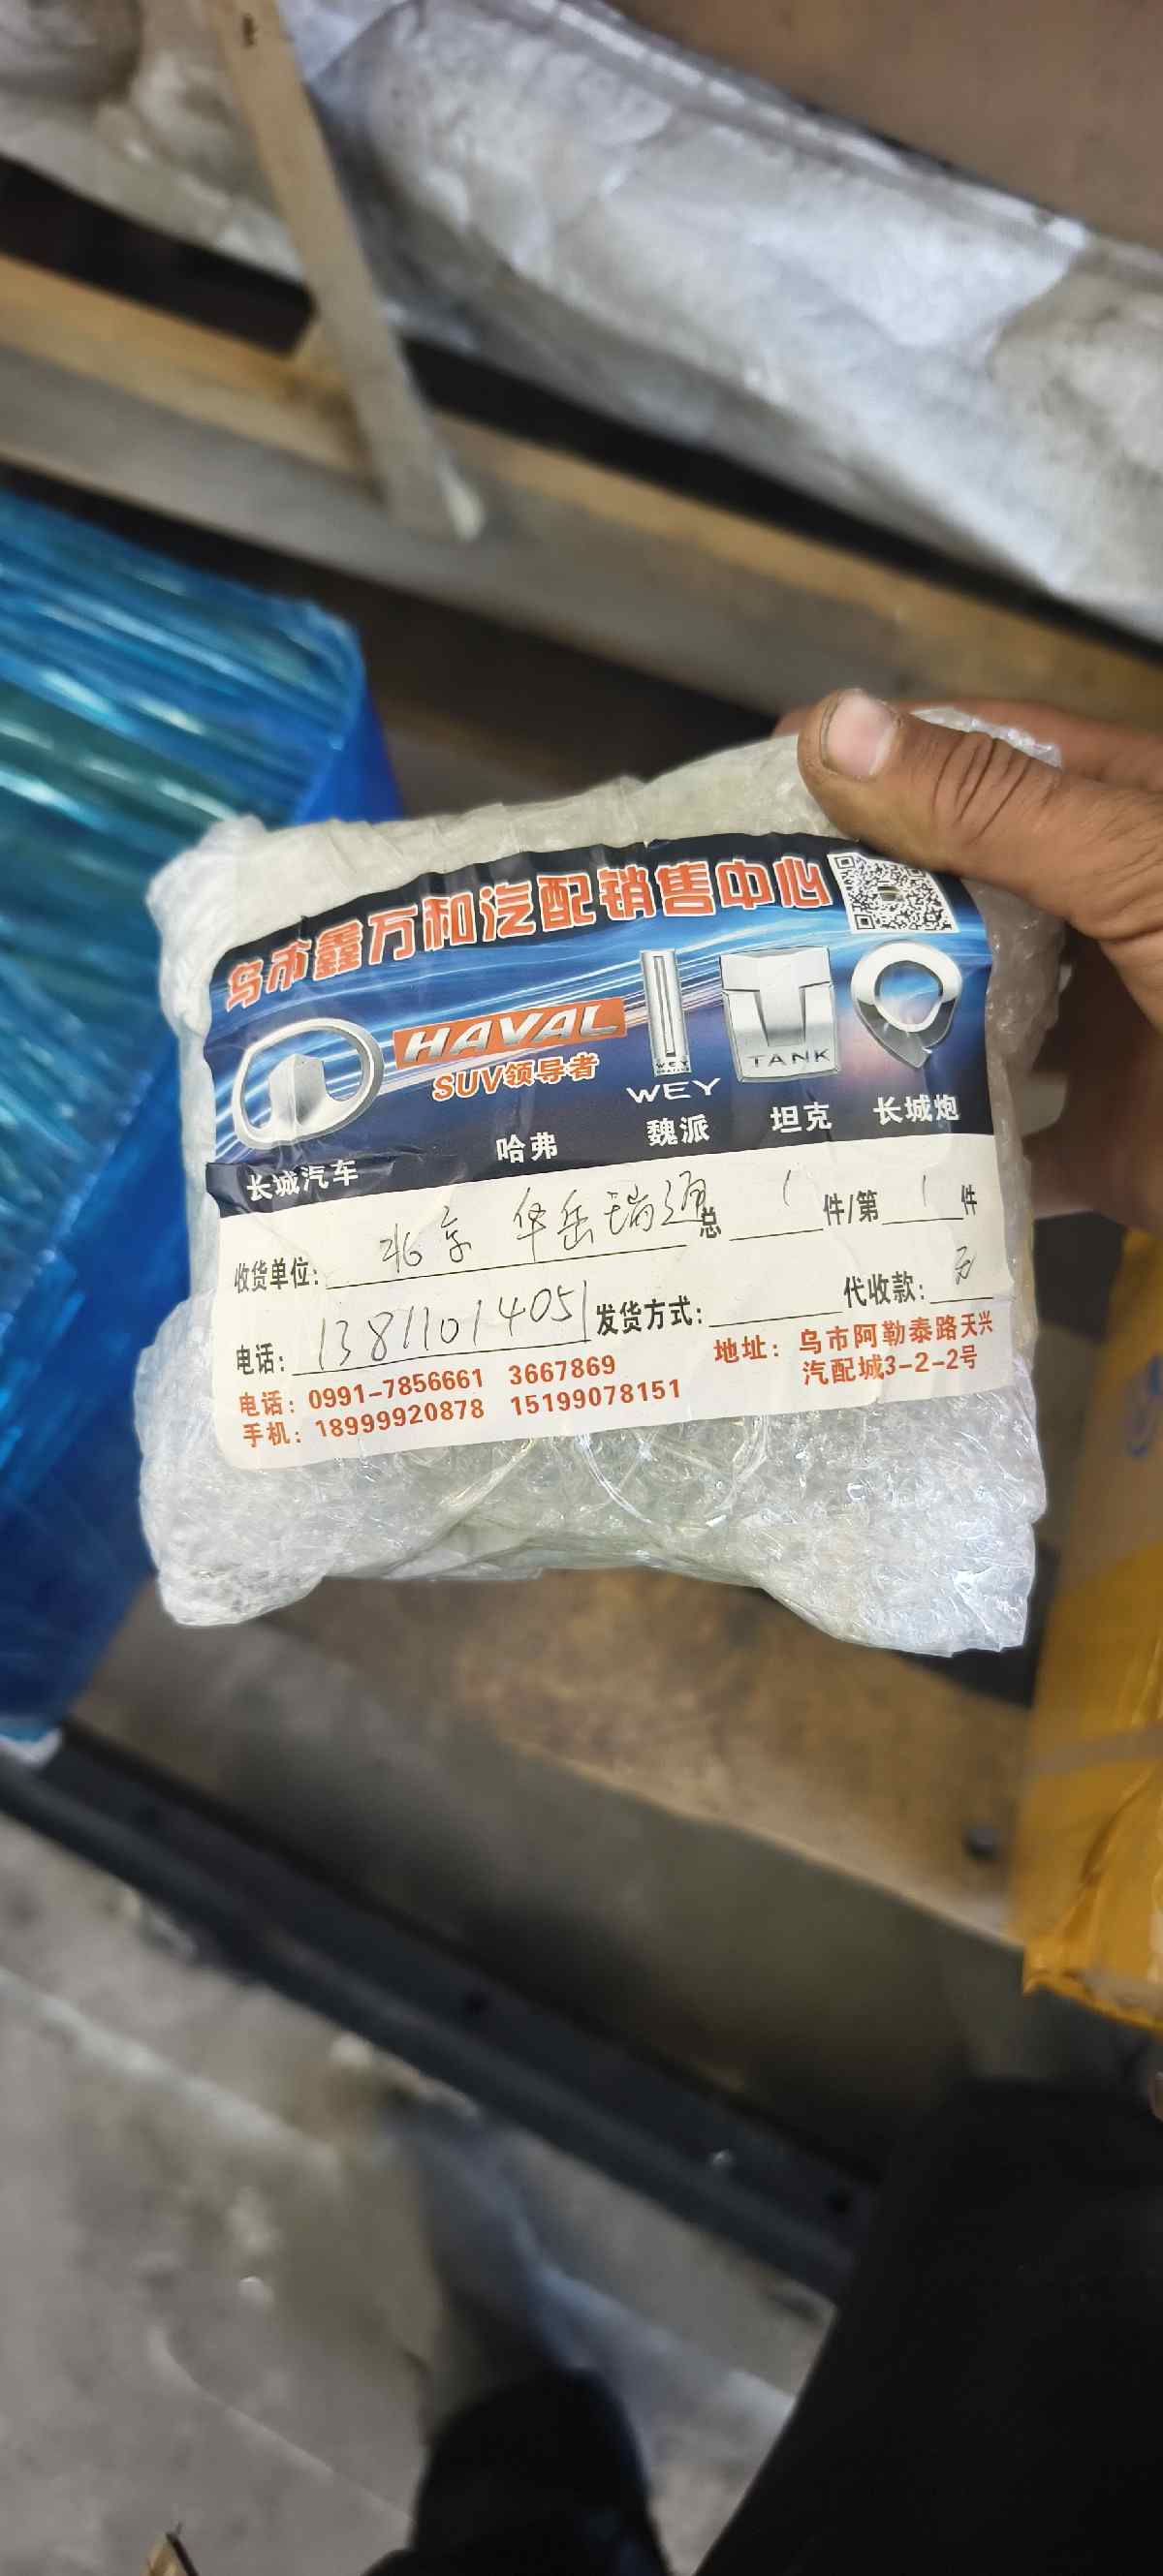 乌市鑫万和汽配销售中心
HAVAL
SUV领导者
WEY
WEY
TANK
长城汽车 哈弗 魏派 坦克 长城炮
收货单位: 北京 华岳瑞通 总 1 件/第 1 件
电话: 13811014051 发货方式: 代收款: 无
电话: 0991-7856661 3667869
手机: 18999920878 15199078151
地址: 乌市阿勒泰路天兴
汽配城3-2-2号